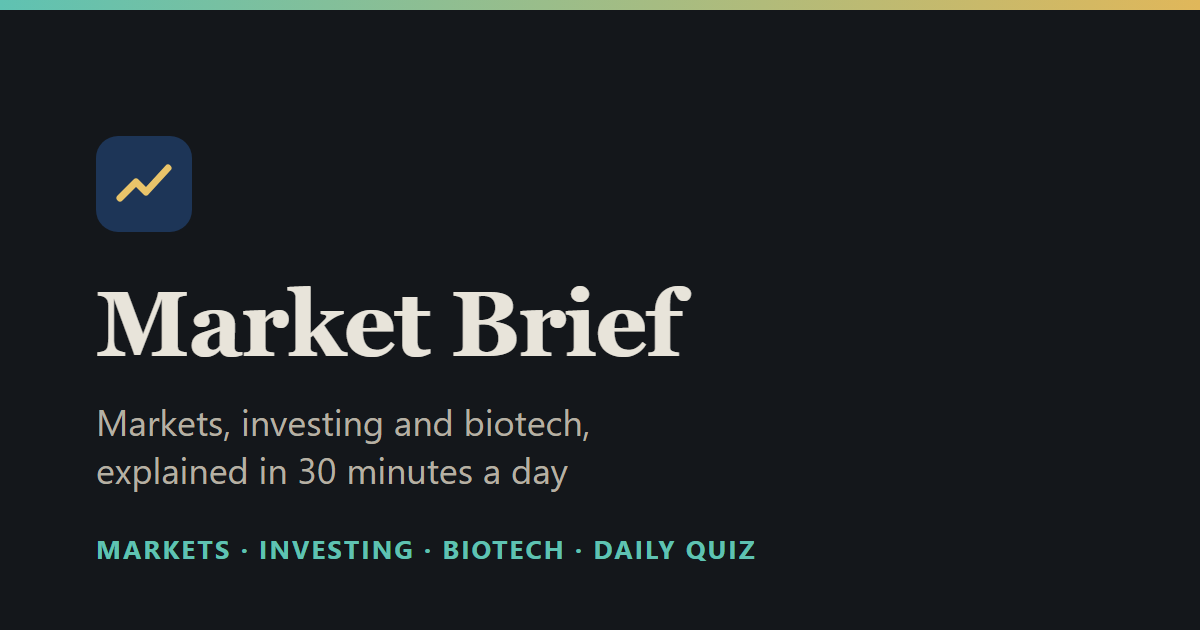 Market Brief
Markets, investing and biotech,
explained in 30 minutes a day
MARKETS · INVESTING · BIOTECH · DAILY QUIZ